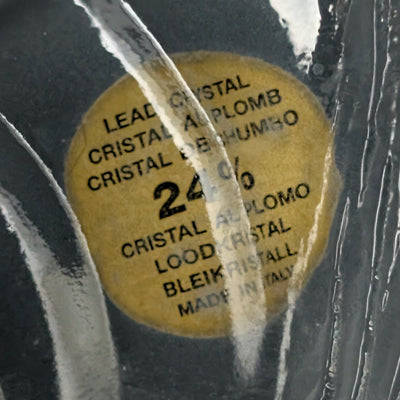 LEAD CRYSTAL
CRISTAL AU PLOMB
CRISTAL DE CHUMBO
24%
CRISTAL AL PLOMO
LOODKRISTAL
BLEIKRISTALL
MADE IN ITALY